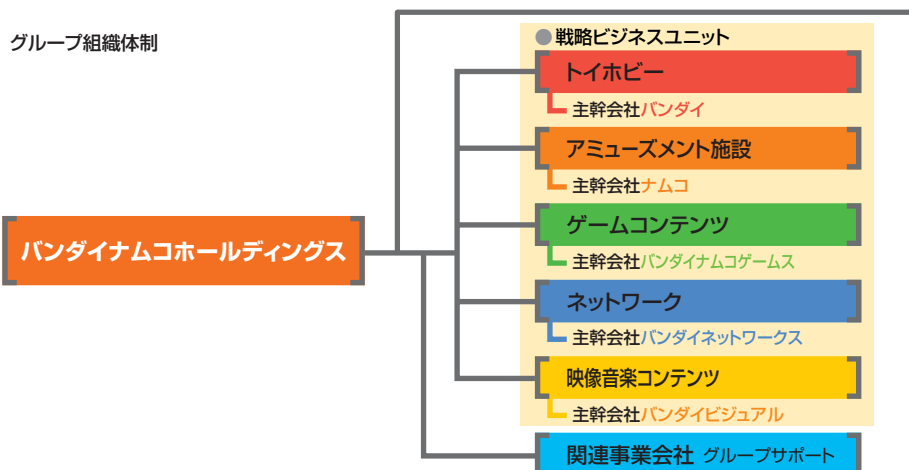 グループ組織体制
●戦略ビジネスユニット
トイホビー
主幹会社バンダイ
アミューズメント施設
主幹会社ナムコ
バンダイナムコホールディングス
ゲームコンテンツ
主幹会社バンダイナムコゲームス
ネットワーク
主幹会社バンダイネットワークス
映像音楽コンテンツ
主幹会社バンダイビジュアル
関連事業会社 グループサポート